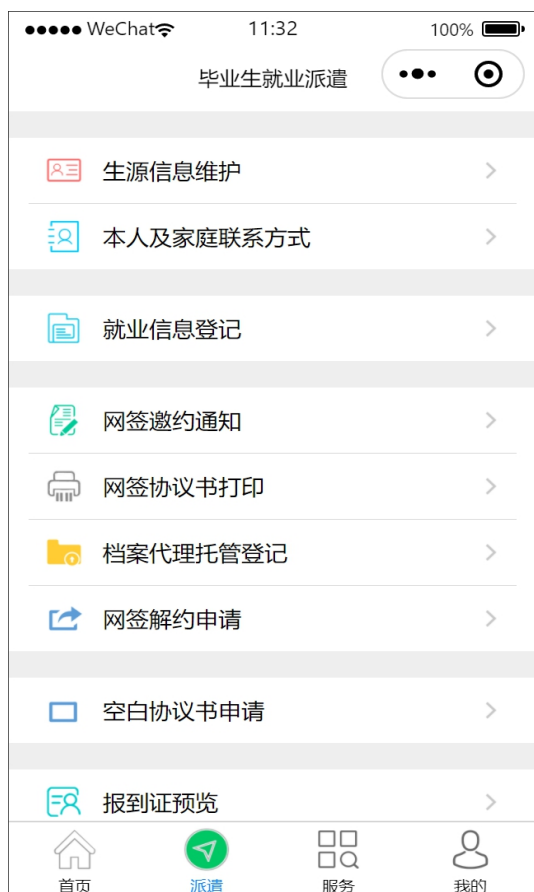 WeChat 11:32 100%
毕业生就业派遣
生源信息维护
本人及家庭联系方式
就业信息登记
网签邀约通知
网签协议书打印
档案代理托管登记
网签解约申请
空白协议书申请
报到证预览
首页 派遣 服务 我的